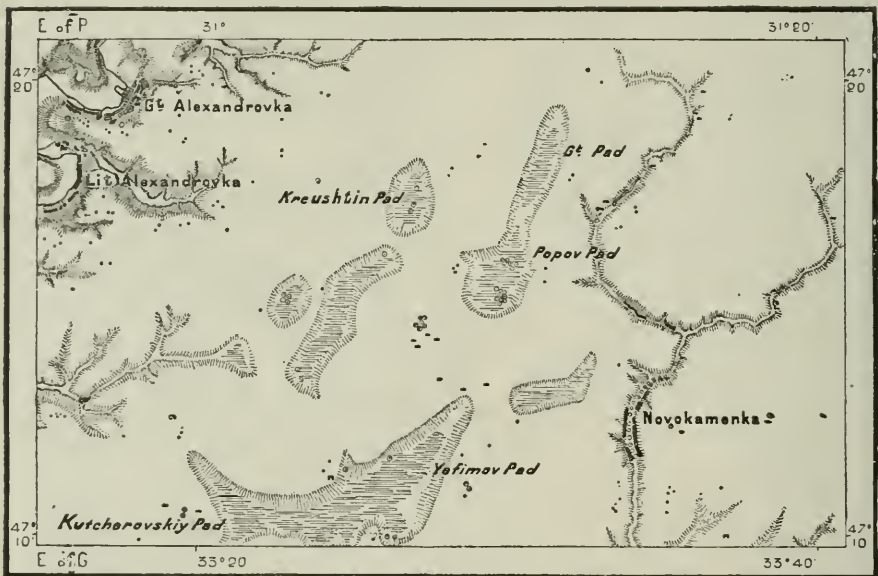 E of P
31°
31° 20'
47°
20
47
20
Gt Alexandrovka
Gt Pad
Lit Alexandrovka
Kreushtin Pad
Popov Pad
Novokamenka
Yefimov Pad
Kutcherovskiy Pad
47°
10
47°
10'
E of G
33° 20
33° 40'